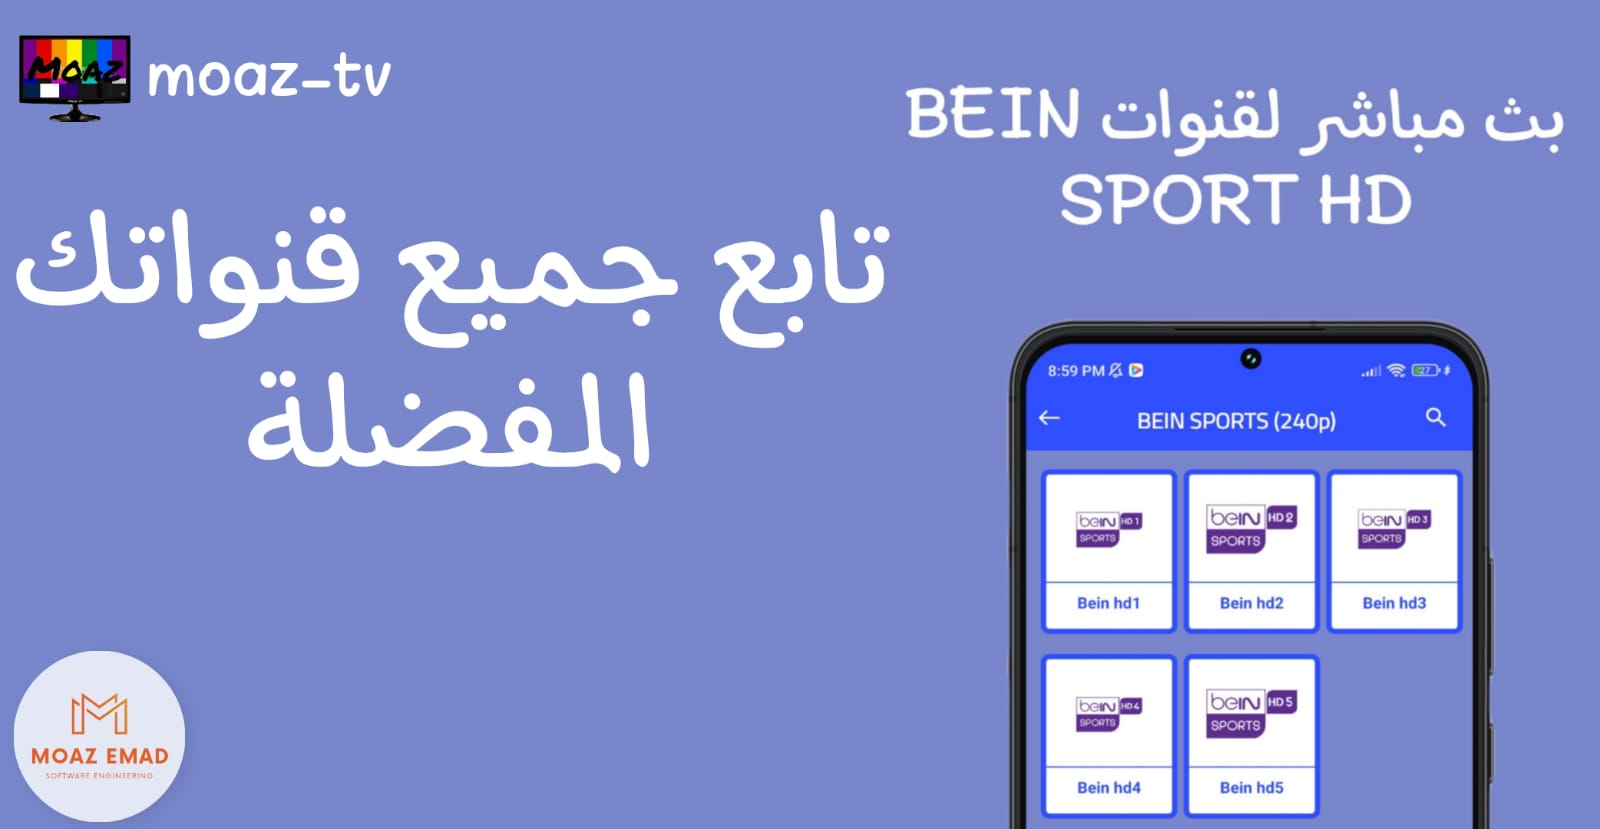 MOAZ
moaz-tv
بث مباشر لقنوات BEIN
SPORT HD
تابع جميع قنواتك
المفضلة
8:59 PM
27
BEIN SPORTS (240p)
beIN HD 1
SPORTS
beIN HD 2
SPORTS
beIN HD 3
SPORTS
Bein hd1
Bein hd2
Bein hd3
beIN HD 4
SPORTS
beIN HD 5
SPORTS
Bein hd4
Bein hd5
MOAZ EMAD
SOFTWARE ENGINEERING